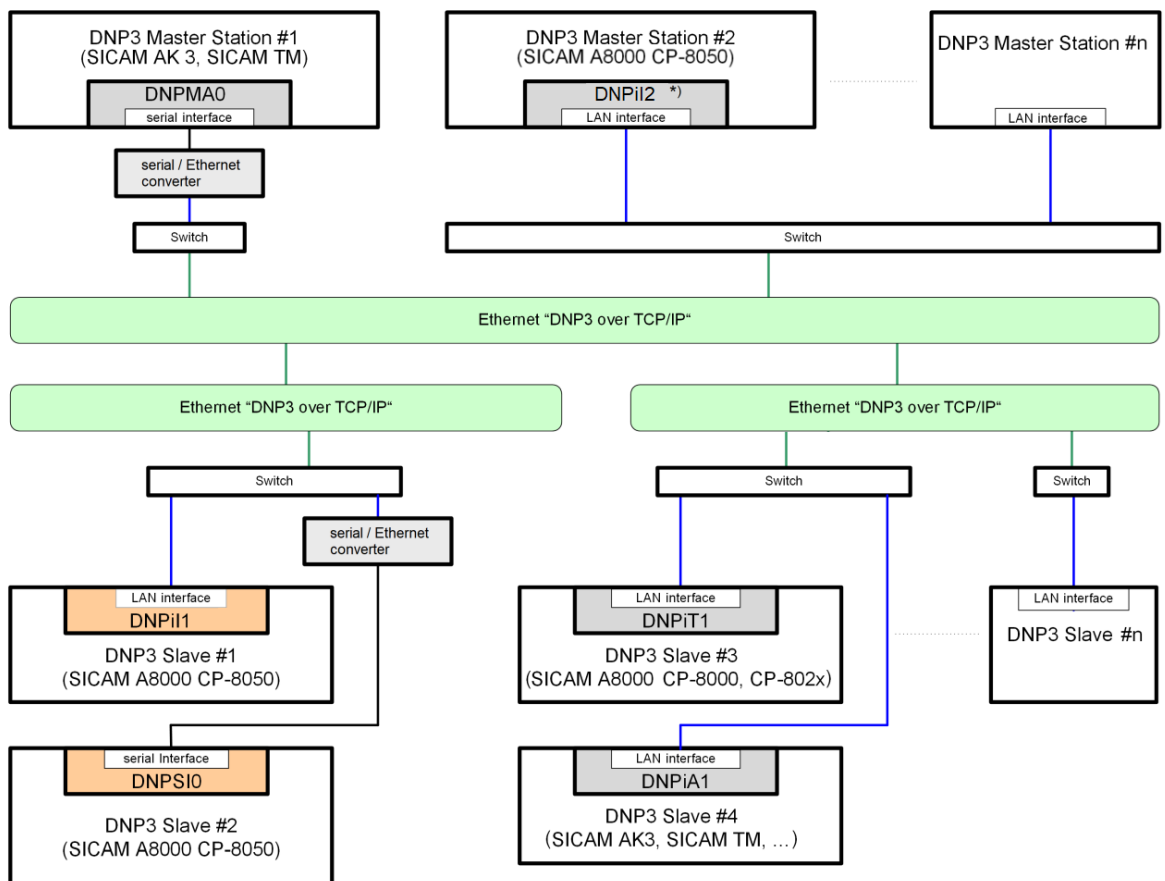 DNP3 Master Station #1
(SICAM AK 3, SICAM TM)
DNPMA0
serial interface
serial / Ethernet
converter
Switch
DNP3 Master Station #2
(SICAM A8000 CP-8050)
DNPiI2 *)
LAN interface
DNP3 Master Station #n
LAN interface
Switch
Ethernet “DNP3 over TCP/IP“
Ethernet “DNP3 over TCP/IP“
Ethernet “DNP3 over TCP/IP“
Switch
serial / Ethernet
converter
Switch
Switch
LAN interface
DNPiI1
DNP3 Slave #1
(SICAM A8000 CP-8050)
LAN interface
DNPiT1
DNP3 Slave #3
(SICAM A8000 CP-8000, CP-802x)
LAN interface
DNP3 Slave #n
serial Interface
DNPSI0
DNP3 Slave #2
(SICAM A8000 CP-8050)
LAN interface
DNPiA1
DNP3 Slave #4
(SICAM AK3, SICAM TM, ...)